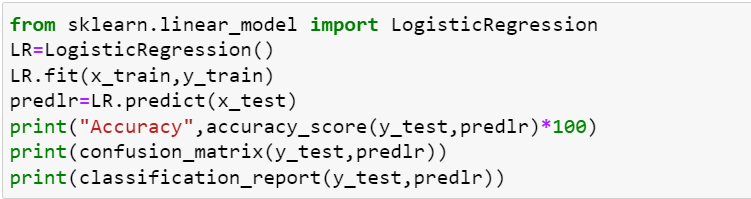 from sklearn.linear_model import LogisticRegression
LR=LogisticRegression()
LR.fit(x_train,y_train)
predlr=LR.predict(x_test)
print("Accuracy",accuracy_score(y_test,predlr)*100)
print(confusion_matrix(y_test,predlr))
print(classification_report(y_test,predlr))